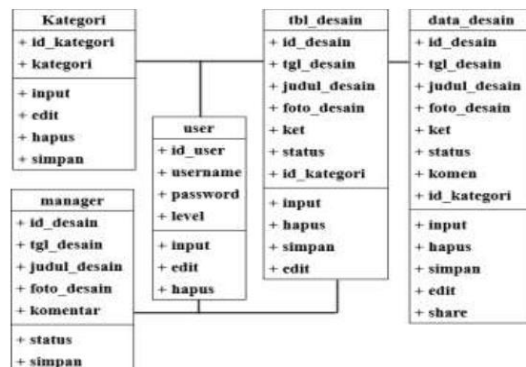 Kategori
+ id_kategori
+ kategori
+ input
+ edit
+ hapus
+ simpan
manager
+ id_desain
+ tgl_desain
+ judul_desain
+ foto_desain
+ komentar
+ status
+ simpan
user
+ id_user
+ username
+ password
+ level
+ input
+ edit
+ hapus
tbl_desain
+ id_desain
+ tgl_desain
+ judul_desain
+ foto_desain
+ ket
+ status
+ id_kategori
+ input
+ hapus
+ simpan
+ edit
data_desain
+ id_desain
+ tgl_desain
+ judul_desain
+ foto_desain
+ ket
+ status
+ komen
+ id_kategori
+ input
+ hapus
+ simpan
+ edit
+ share